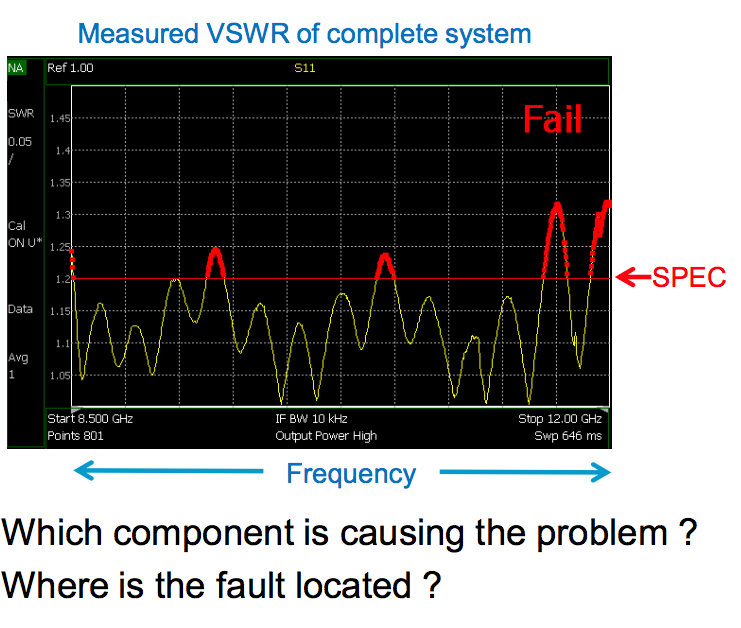 Measured VSWR of complete system
NA
Ref 1.00
S11
Fail
SWR
0.05
/
1.45
1.4
1.35
1.3
Cal
ON U*
1.25
1.2
SPEC
Data
1.15
1.1
Avg
1
1.05
Start 8.500 GHz
IF BW 10 kHz
Stop 12.00 GHz
Points 801
Output Power High
Swp 646 ms
Frequency
Which component is causing the problem ?
Where is the fault located ?